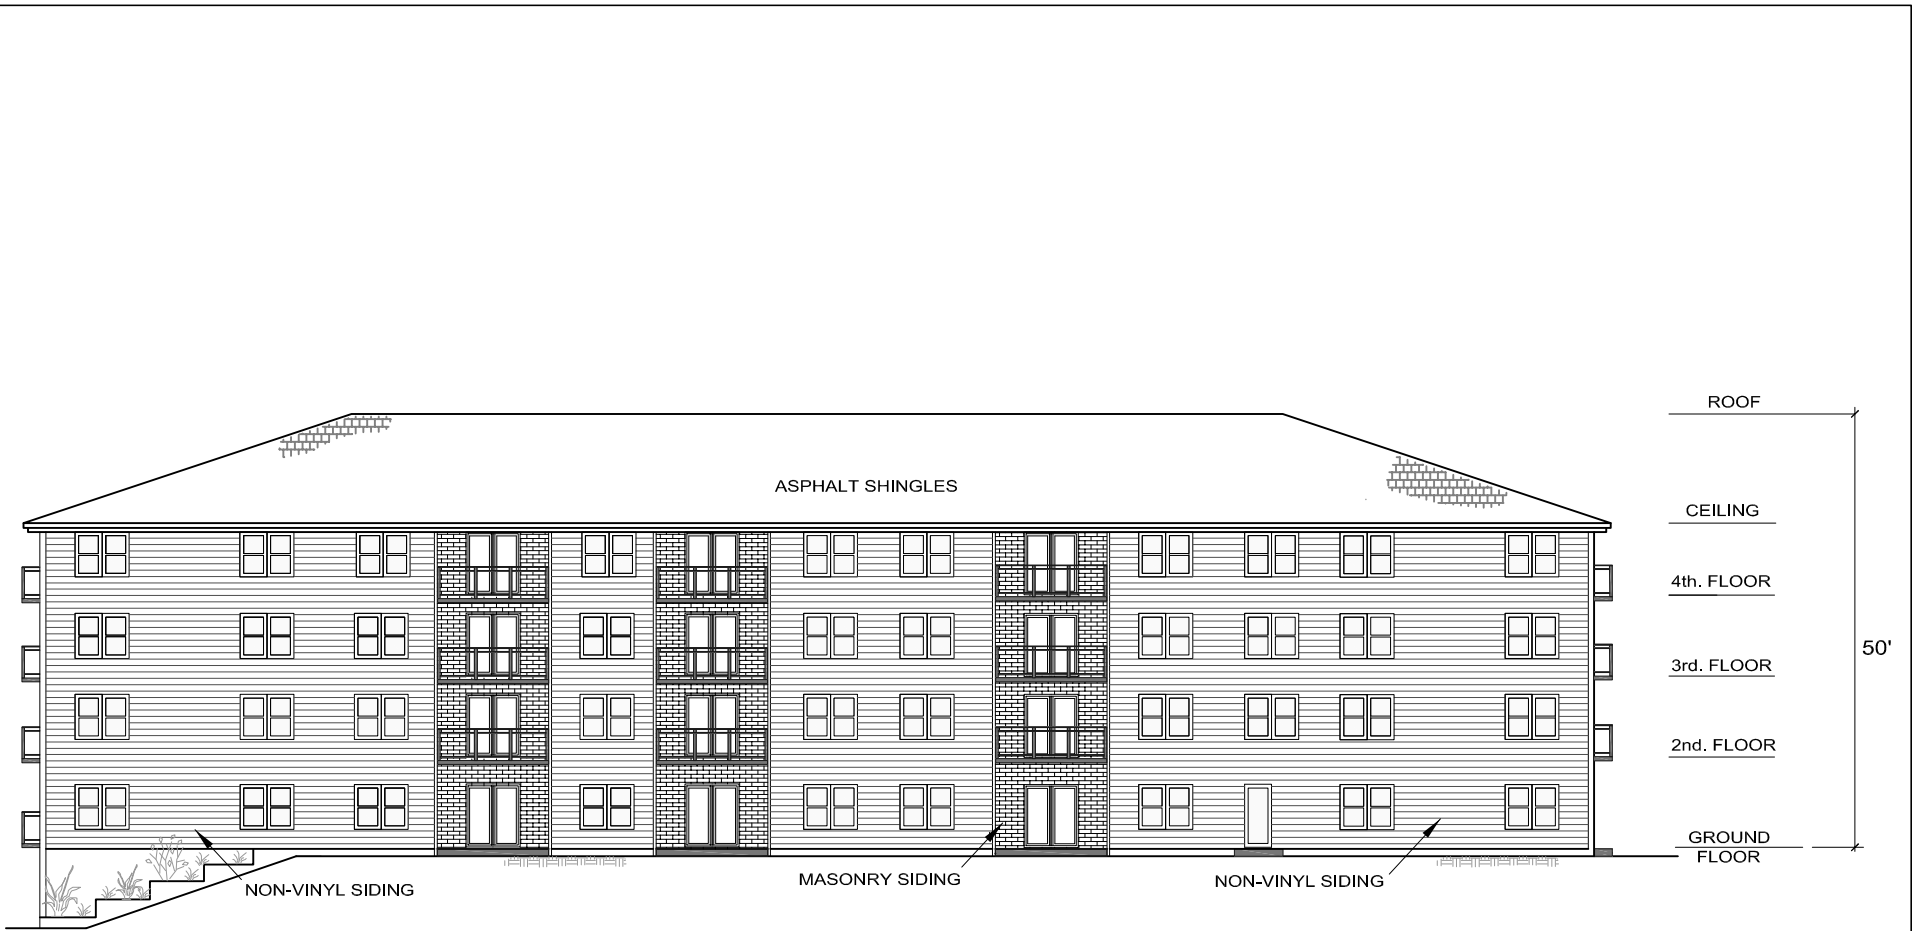 ROOF
ASPHALT SHINGLES
CEILING
4th. FLOOR
50'
3rd. FLOOR
2nd. FLOOR
GROUND
FLOOR
NON-VINYL SIDING
MASONRY SIDING
NON-VINYL SIDING